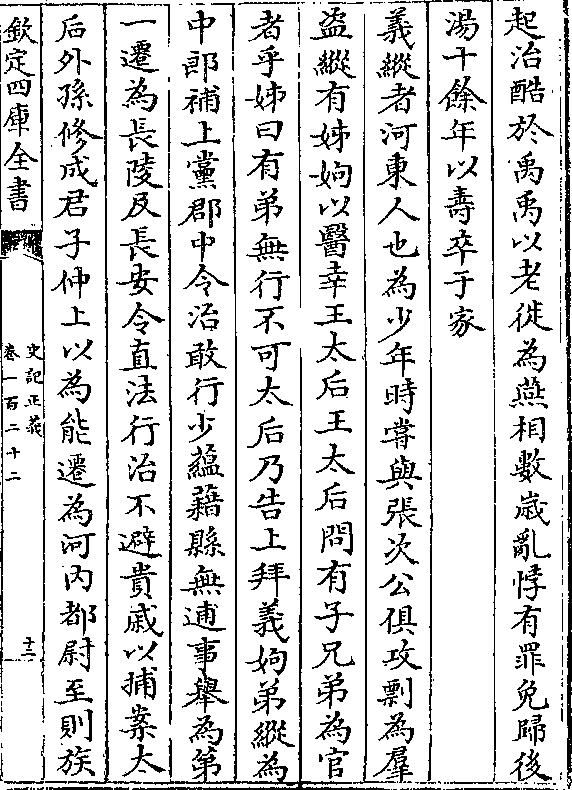 起治酷於禹禹以老徙為燕相數歲亂悖有罪免歸後
湯十餘年以壽卒于家
義縱者河東人也為少年時嘗與張次公俱攻剽為羣
盜縱有姊姁以醫幸王太后王太后問有子兄弟為官
者乎姊曰有弟無行不可太后乃告上拜義姁弟縱為
中郎補上黨郡中令治敢行少蘊藉縣無逋事舉為第
一遷為長陵及長安令直法行治不避貴戚以捕案太
后外孫修成君子仲上以為能遷為河內都尉至則族
欽定四庫全書
史記正義
卷一百二十二
十三